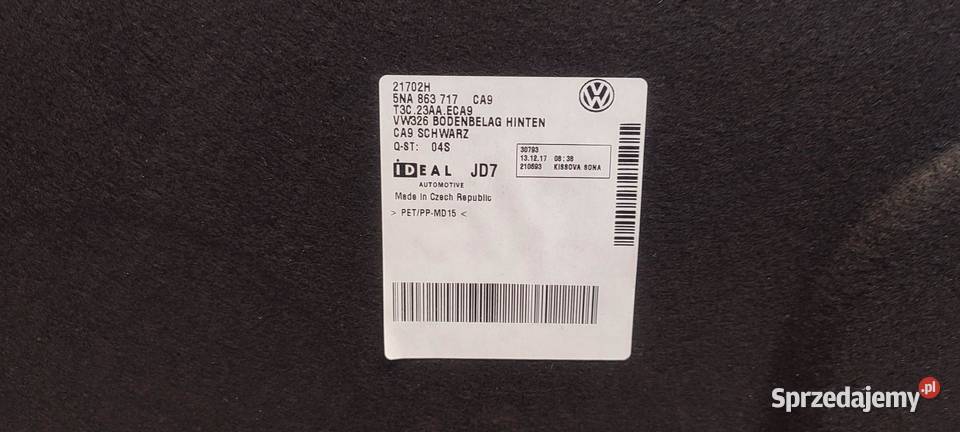 21702H
5NA 863 717 CA9
T3C.23AA.ECA9
VW326 BODENBELAG HINTEN
CA9 SCHWARZ
Q-ST: 04S
30793
13.12.17 08:38
210693 KISSOVA SONA
IDEAL JD7
AUTOMOTIVE
Made in Czech Republic
> PET/PP-MD15 <
Sprzedajemy.pl